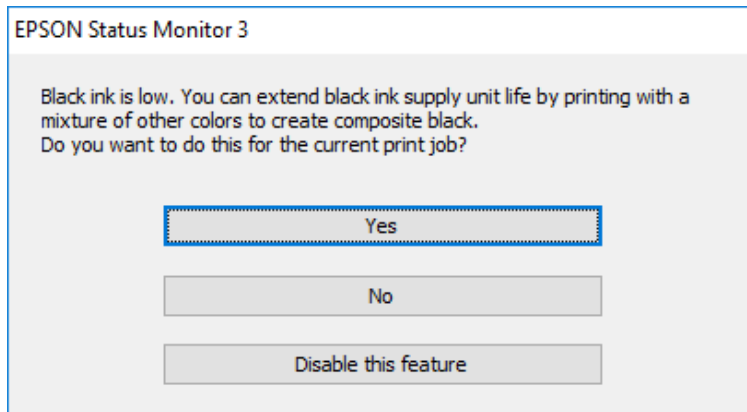 EPSON Status Monitor 3
Black ink is low. You can extend black ink supply unit life by printing with a
mixture of other colors to create composite black.
Do you want to do this for the current print job?
Yes
No
Disable this feature